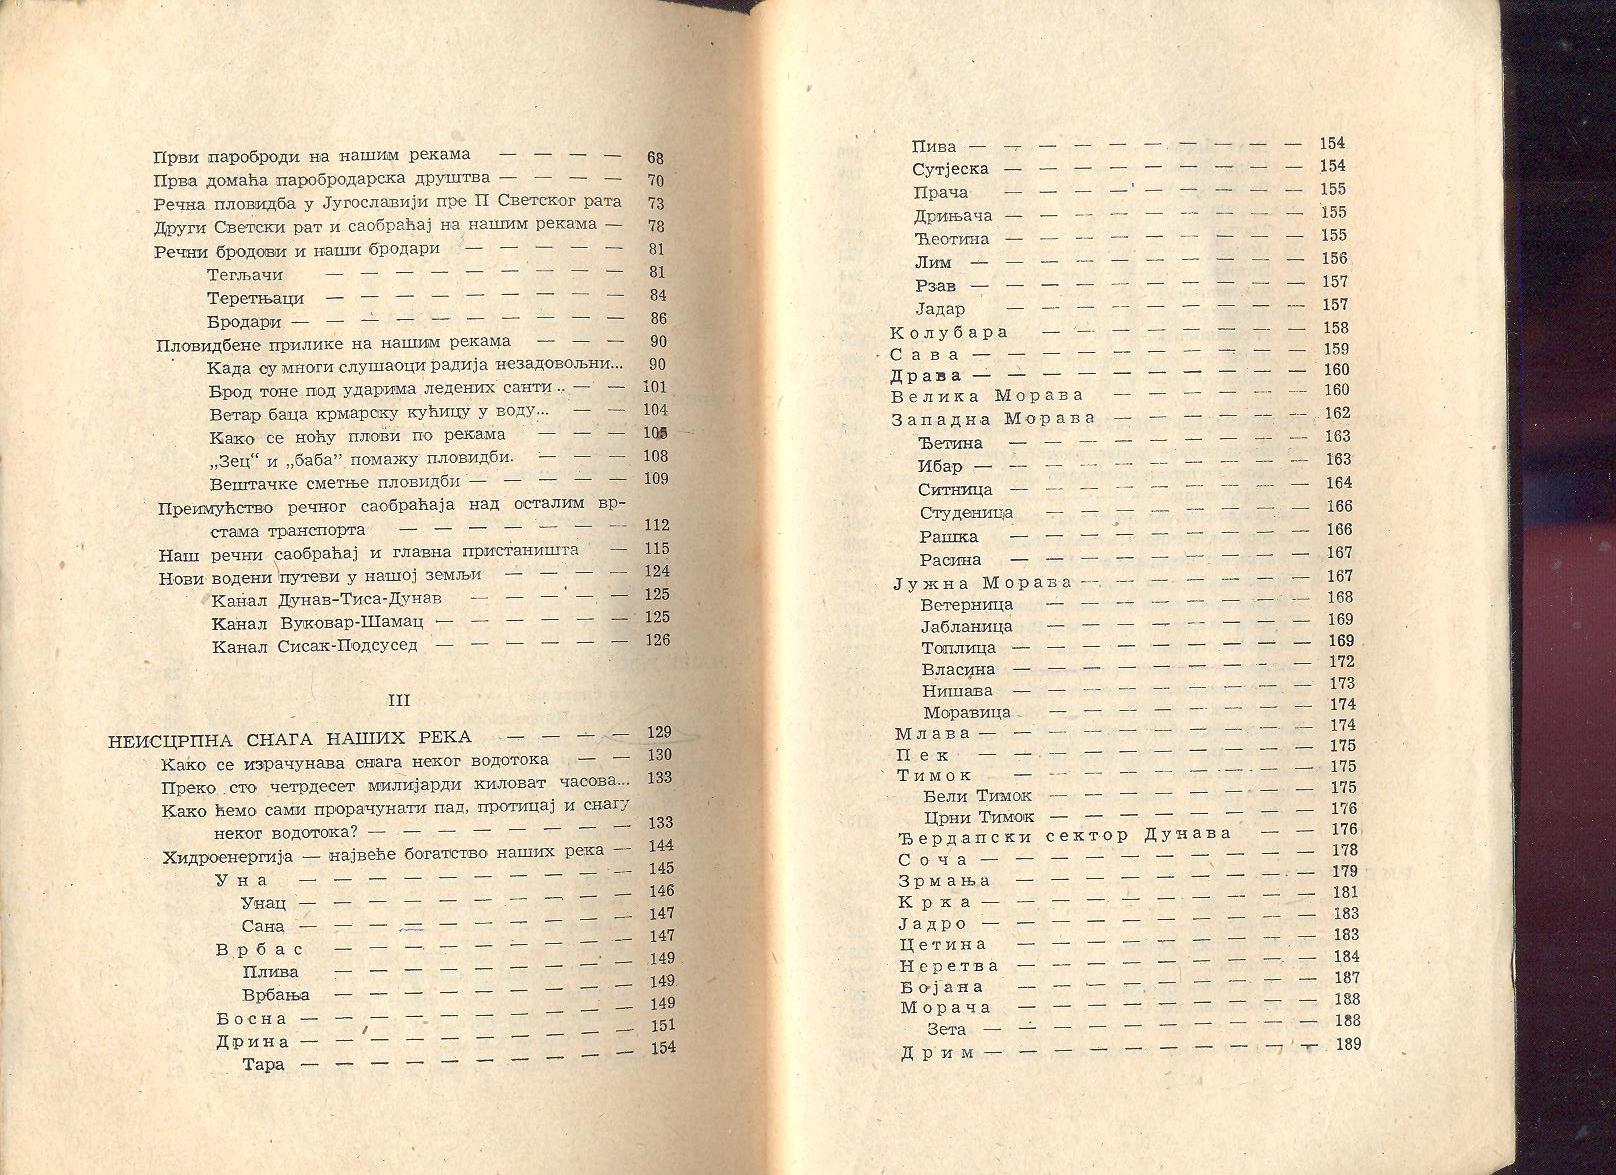 Први пароброди на нашим рекама — — — — 68
Прва домаћа паробродарска друштва — — — — 70
Речна пловидба у Југославији пре П Светског рата 73
Други Светски рат и саобраћај на нашим рекама — 78
Речни бродови и наши бродари — — — — — 81
Тегљачи — — — — — — — — — 81
Теретњаци — — — — — — — — — 84
Бродари — — — — — — — — — — 86
Пловидбене прилике на нашим рекама — — — 90
Када су многи слушаоци радија незадовољни... 90
Брод тоне под ударима ледених санти .. — — 101
Ветар баца крмарску кућицу у воду... — — 104
Како се ноћу плови по рекама — — — 105
„Зец“ и „баба” помажу пловидби. — — — 108
Вештачке сметње пловидби — — — — — 109
Преимућство речног саобраћаја над осталим вр-
стама транспорта — — — — — — — 112
Наш речни саобраћај и главна пристаништа — 115
Нови водени путеви у нашој земљи — — — — 124
Канал Дунав-Тиса-Дунав — — — — — 125
Канал Вуковар-Шамац — — — — — — 125
Канал Сисак-Подсусед — — — — — — 126
III
НЕИСЦРПНА СНАГА НАШИХ РЕКА — — — — 129
Како се израчунава снага неког водотока — — 130
Преко сто четрдесет милијарди киловат часова... 133
Како ћемо сами прорачунати пад, протицај и снагу
некот водотока? — — — — — — — — 133
Хидроенергија — највеће богатство наших река — 144
Уна — — — — — — — — — — 145
Унац — — — — — — — — — — 146
Сана — — — — — — — — — — 147
Врбас — — — — — — — — — 147
Плива — — — — — — — — — 149
Врбања — — — — — — — — — 149
Босна — — — — — — — — — — 149
Дрина — — — — — — — — — — 151
Тара — — — — — — — — — — 154
Пива — — — — — — — — — — 154
Сутјеска — — — — — — — — — — 154
Прача — — — — — — — — — 155
Дрињача — — — — — — — — — 155
Ћеотина — — — — — — — — — 155
Лим — — — — — — — — — — 156
Рзав — — — — — — — — — — 157
Јадар — — — — — — — — — 157
Колубара — — — — — — — — 158
Сава — — — — — — — — — — 159
Драва — — — — — — — — — — 160
Велика Морава — — — — — — 160
Западна Морава — — — — — — 162
Ђетина — — — — — — — — — 163
Ибар — — — — — — — — — — 163
Ситница — — — — — — — — — 164
Студеница — — — — — — — — 166
Рашка — — — — — — — — — 166
Расина — — — — — — — — — 167
Јужна Морава — — — — — — — 167
Ветерница — — — — — — — — 168
Јабланица — — — — — — — — 169
Топлица — — — — — — — — — 169
Власина — — — — — — — — — 172
Нишава — — — — — — — — — 173
Моравица — — — — — — — — 174
Млава — — — — — — — — — — 174
Пек — — — — — — — — — — 175
Тимок — — — — — — — — — 175
Бели Тимок — — — — — — — — 175
Црни Тимок — — — — — — — — 176
Ђердапски сектор Дунава — — 176
Соча — — — — — — — — — — 178
Зрмања — — — — — — — — — 179
Крка — — — — — — — — — — 181
Јадро — — — — — — — — — — 183
Цетина — — — — — — — — — 183
Неретва — — — — — — — — — 184
Бојана — — — — — — — — — 187
Морача — — — — — — — — — 188
Зета — — — — — — — — — — 188
Дрим — — — — — — — — — — 189